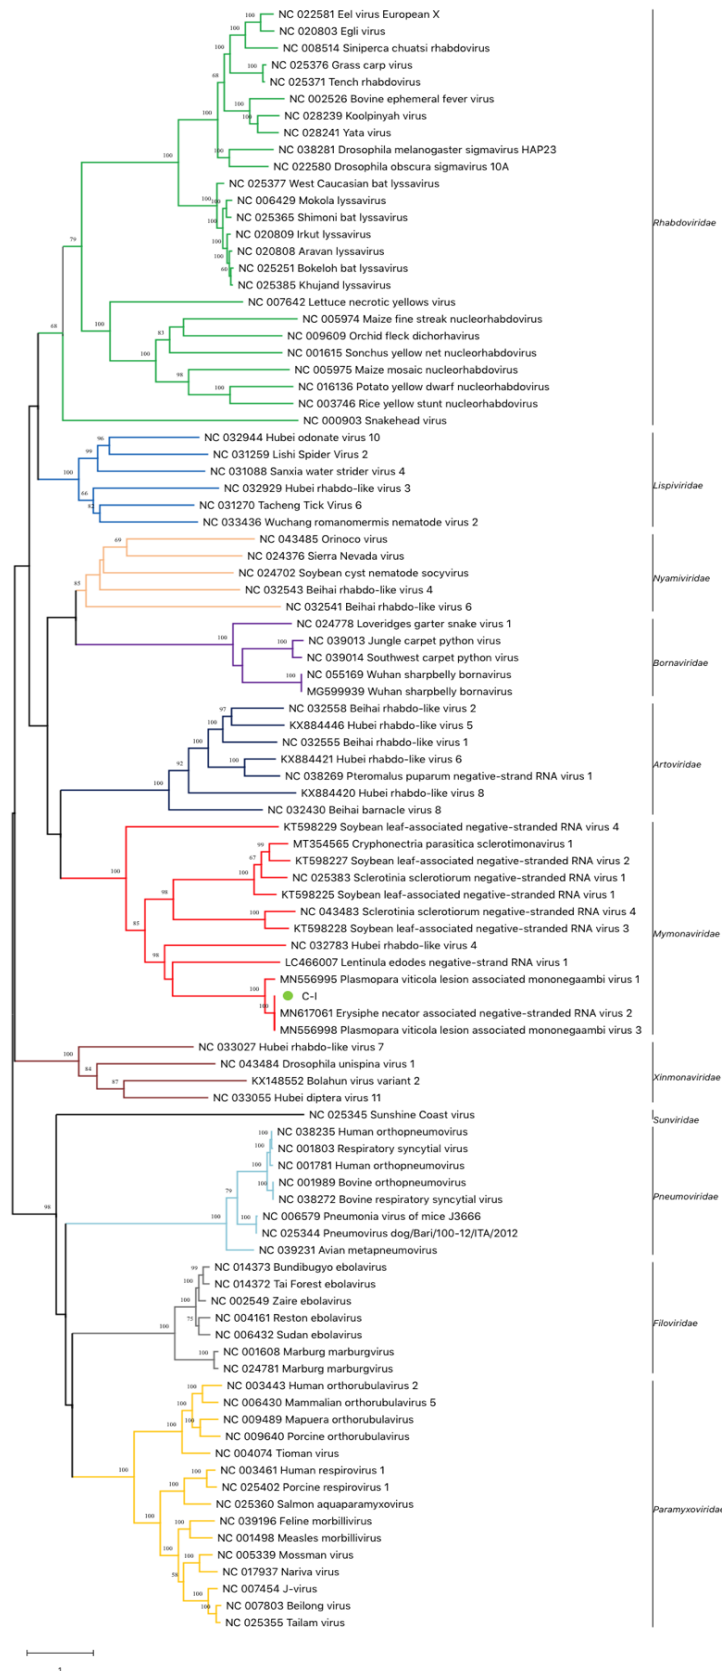 NC 022581 Eel virus European X
NC 020803 Egli virus
NC 008514 Siniperca chuatsi rhabdovirus
NC 025376 Grass carp virus
NC 025371 Tench rhabdovirus
NC 002526 Bovine ephemeral fever virus
NC 028239 Koolpinyah virus
NC 028241 Yata virus
NC 038281 Drosophila melanogaster sigmavirus HAP23
NC 022580 Drosophila obscura sigmavirus 10A
NC 025377 West Caucasian bat lyssavirus
NC 006429 Mokola lyssavirus
Rhabdoviridae
NC 025365 Shimoni bat lyssavirus
NC 020809 Irkut lyssavirus
NC 020808 Aravan lyssavirus
NC 025251 Bokeloh bat lyssavirus
NC 025385 Khujand lyssavirus
NC 007642 Lettuce necrotic yellows virus
NC 005974 Maize fine streak nucleorhabdovirus
NC 009609 Orchid fleck dichorhavirus
NC 001615 Sonchus yellow net nucleorhabdovirus
NC 005975 Maize mosaic nucleorhabdovirus
NC 016136 Potato yellow dwarf nucleorhabdovirus
NC 003746 Rice yellow stunt nucleorhabdovirus
NC 000903 Snakehead virus
NC 032944 Hubei odonate virus 10
NC 031259 Lishi Spider Virus 2
NC 031088 Sanxia water strider virus 4
Lispiviridae
NC 032929 Hubei rhabdo-like virus 3
NC 031270 Tacheng Tick Virus 6
NC 033436 Wuchang romanomermis nematode virus 2
NC 043485 Orinoco virus
NC 024376 Sierra Nevada virus
NC 024702 Soybean cyst nematode socyvirus
Nyamiviridae
NC 032543 Beihai rhabdo-like virus 4
NC 032541 Beihai rhabdo-like virus 6
NC 024778 Loveridges garter snake virus 1
NC 039013 Jungle carpet python virus
NC 039014 Southwest carpet python virus
Bornaviridae
NC 055169 Wuhan sharpbelly bornavirus
MG599939 Wuhan sharpbelly bornavirus
NC 032558 Beihai rhabdo-like virus 2
KX884446 Hubei rhabdo-like virus 5
NC 032555 Beihai rhabdo-like virus 1
KX884421 Hubei rhabdo-like virus 6
Artoviridae
NC 038269 Pteromalus puparum negative-strand RNA virus 1
KX884420 Hubei rhabdo-like virus 8
NC 032430 Beihai barnacle virus 8
KT598229 Soybean leaf-associated negative-stranded RNA virus 4
MT354565 Cryphonectria parasitica sclerotimonavirus 1
KT598227 Soybean leaf-associated negative-stranded RNA virus 2
NC 025383 Sclerotinia sclerotiorum negative-stranded RNA virus 1
KT598225 Soybean leaf-associated negative-stranded RNA virus 1
NC 043483 Sclerotinia sclerotiorum negative-stranded RNA virus 4
KT598228 Soybean leaf-associated negative-stranded RNA virus 3
Mymonaviridae
NC 032783 Hubei rhabdo-like virus 4
LC466007 Lentinula edodes negative-strand RNA virus 1
MN556995 Plasmopara viticola lesion associated mononegaambi virus 1
C-I
MN617061 Erysiphe necator associated negative-stranded RNA virus 2
MN556998 Plasmopara viticola lesion associated mononegaambi virus 3
NC 033027 Hubei rhabdo-like virus 7
NC 043484 Drosophila unispina virus 1
KX148552 Bolahun virus variant 2
Xinmonaviridae
NC 033055 Hubei diptera virus 11
NC 025345 Sunshine Coast virus
Sunviridae
NC 038235 Human orthopneumovirus
NC 001803 Respiratory syncytial virus
NC 001781 Human orthopneumovirus
NC 001989 Bovine orthopneumovirus
Pneumoviridae
NC 038272 Bovine respiratory syncytial virus
NC 006579 Pneumonia virus of mice J3666
NC 025344 Pneumovirus dog/Bari/100-12/ITA/2012
NC 039231 Avian metapneumovirus
NC 014373 Bundibugyo ebolavirus
NC 014372 Tai Forest ebolavirus
NC 002549 Zaire ebolavirus
NC 004161 Reston ebolavirus
Filoviridae
NC 006432 Sudan ebolavirus
NC 001608 Marburg marburgvirus
NC 024781 Marburg marburgvirus
NC 003443 Human orthorubulavirus 2
NC 006430 Mammalian orthorubulavirus 5
NC 009489 Mapuera orthorubulavirus
NC 009640 Porcine orthorubulavirus
NC 004074 Tioman virus
NC 003461 Human respirovirus 1
NC 025402 Porcine respirovirus 1
NC 025360 Salmon aquaparamyxovirus
Paramyxoviridae
NC 039196 Feline morbillivirus
NC 001498 Measles morbillivirus
NC 005339 Mossman virus
NC 017937 Nariva virus
NC 007454 J-virus
NC 007803 Beilong virus
NC 025355 Tailam virus
1